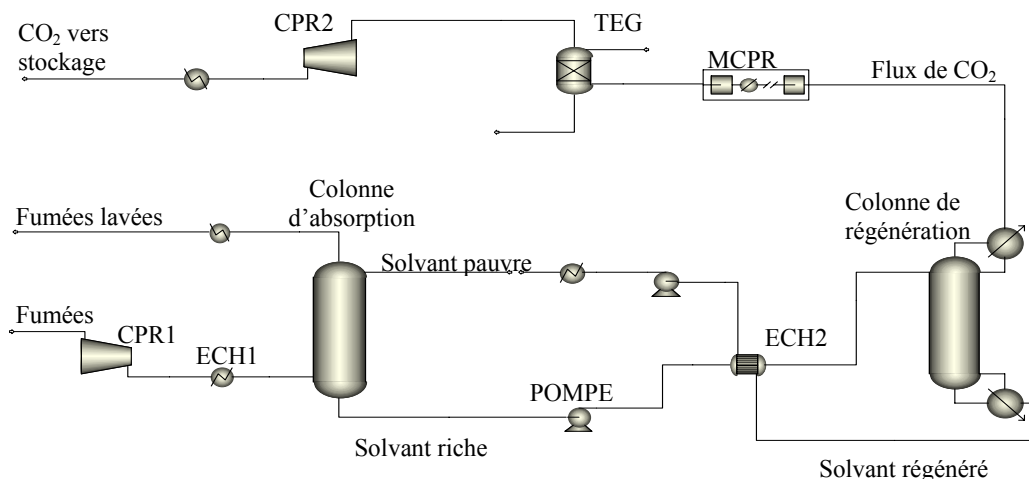 CPR2
TEG
CO₂ vers
stockage
MCPR
Flux de CO₂
Colonne
d'absorption
Colonne de
régénération
Fumées lavées
Solvant pauvre
Fumées
CPR1
ECH1
ECH2
POMPE
Solvant riche
Solvant régénéré